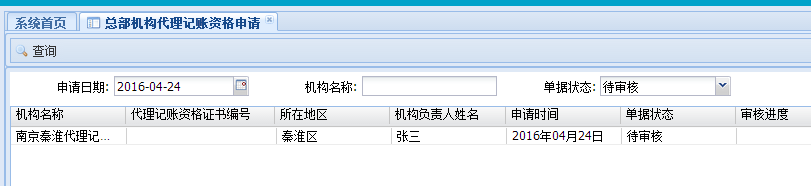 系统首页 总部机构代理记账资格申请
查询
申请日期: 2016-04-24 机构名称: 单据状态: 待审核
机构名称 代理记账资格证书编号 所在地区 机构负责人姓名 申请时间 单据状态 审核进度
南京秦淮代理记... 秦淮区 张三 2016年04月24日 待审核